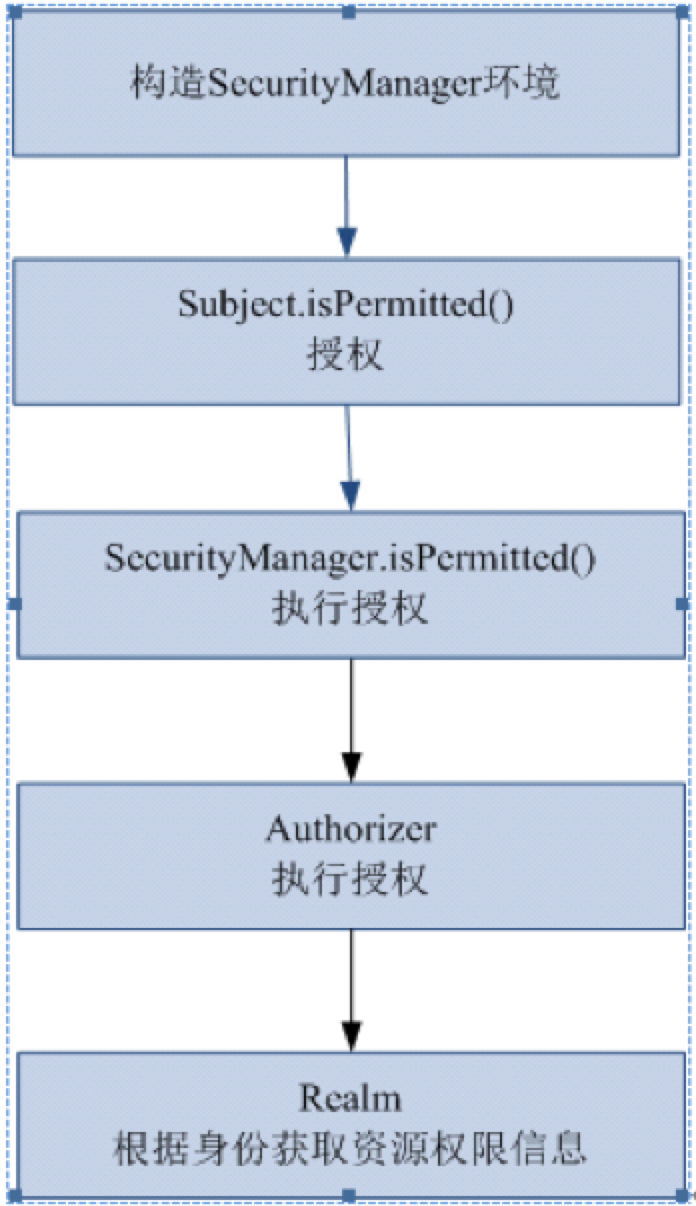 构造SecurityManager环境
Subject.isPermitted()
授权
SecurityManager.isPermitted()
执行授权
Authorizer
执行授权
Realm
根据身份获取资源权限信息